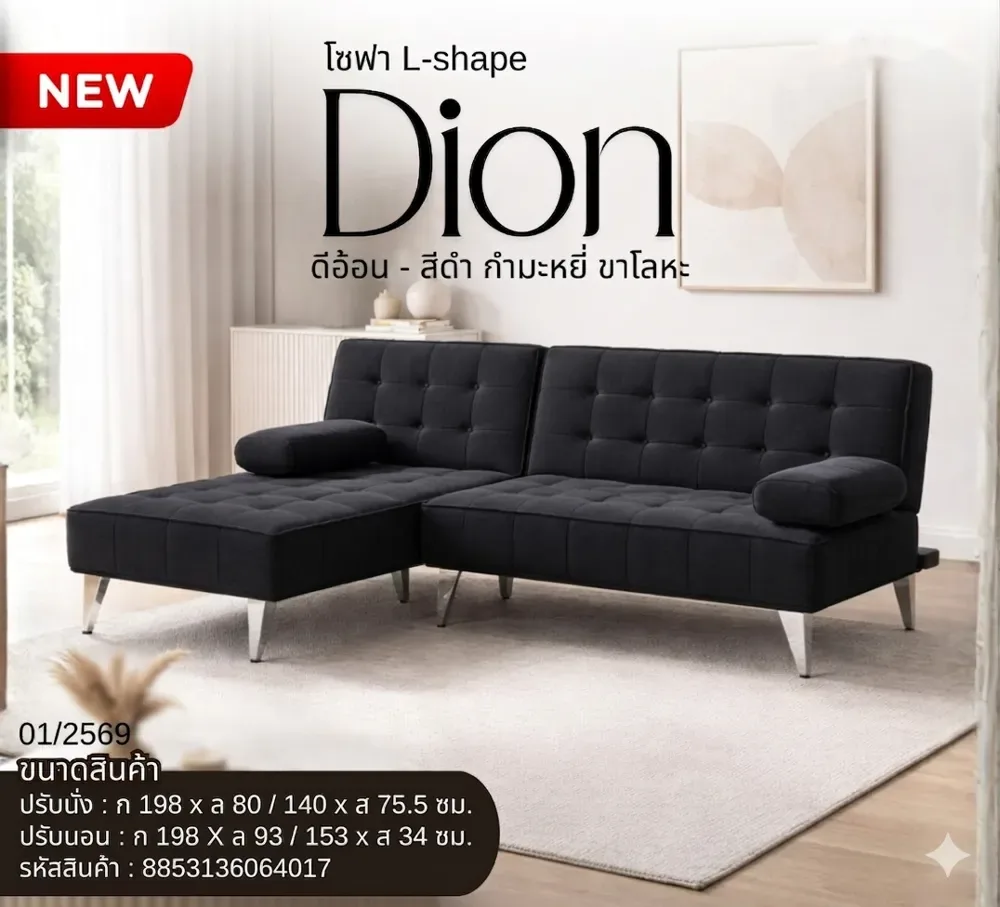 NEW
โซฟา L-shape
Dion
ดีอ้อน - สีดำ กำมะหยี่ ขาโลหะ
01/2569
ขนาดสินค้า
ปรับนั่ง : ก 198 x ล 80 / 140 x ส 75.5 ซม.
ปรับนอน : ก 198 X ล 93 / 153 x ส 34 ซม.
รหัสสินค้า : 8853136064017